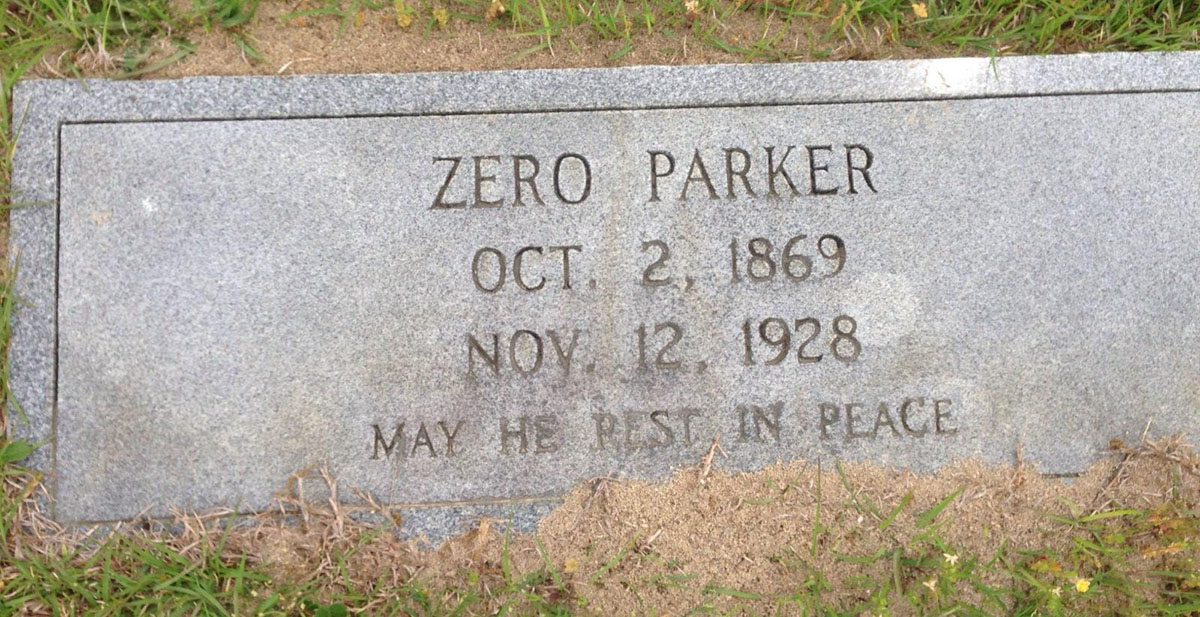 ZERO PARKER
OCT. 2, 1869
NOV. 12, 1928
MAY HE REST IN PEACE